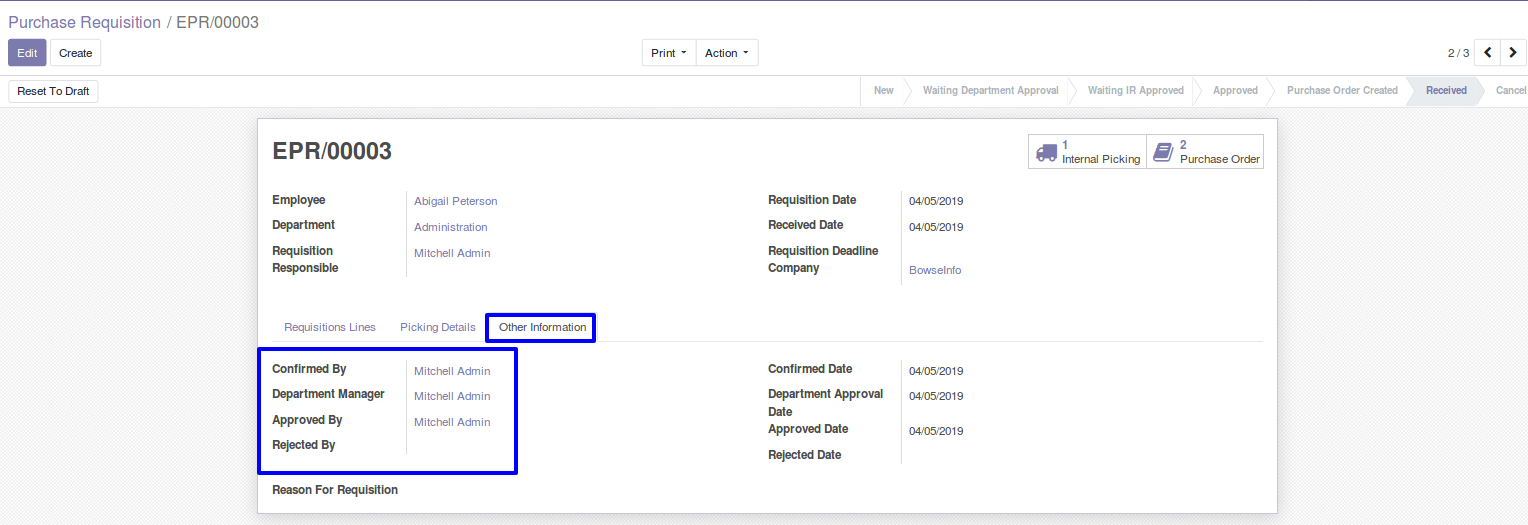 Purchase Requisition / EPR/00003
Edit Create Print Action 2 / 3
Reset To Draft New Waiting Department Approval Waiting IR Approved Approved Purchase Order Created Received Cancel
EPR/00003
1 Internal Picking
2 Purchase Order
Employee Abigail Peterson
Department Administration
Requisition Responsible Mitchell Admin
Requisition Date 04/05/2019
Received Date 04/05/2019
Requisition Deadline
Company BowseInfo
Requisitions Lines Picking Details Other Information
Confirmed By Mitchell Admin
Department Manager Mitchell Admin
Approved By Mitchell Admin
Rejected By
Confirmed Date 04/05/2019
Department Approval Date 04/05/2019
Approved Date 04/05/2019
Rejected Date
Reason For Requisition